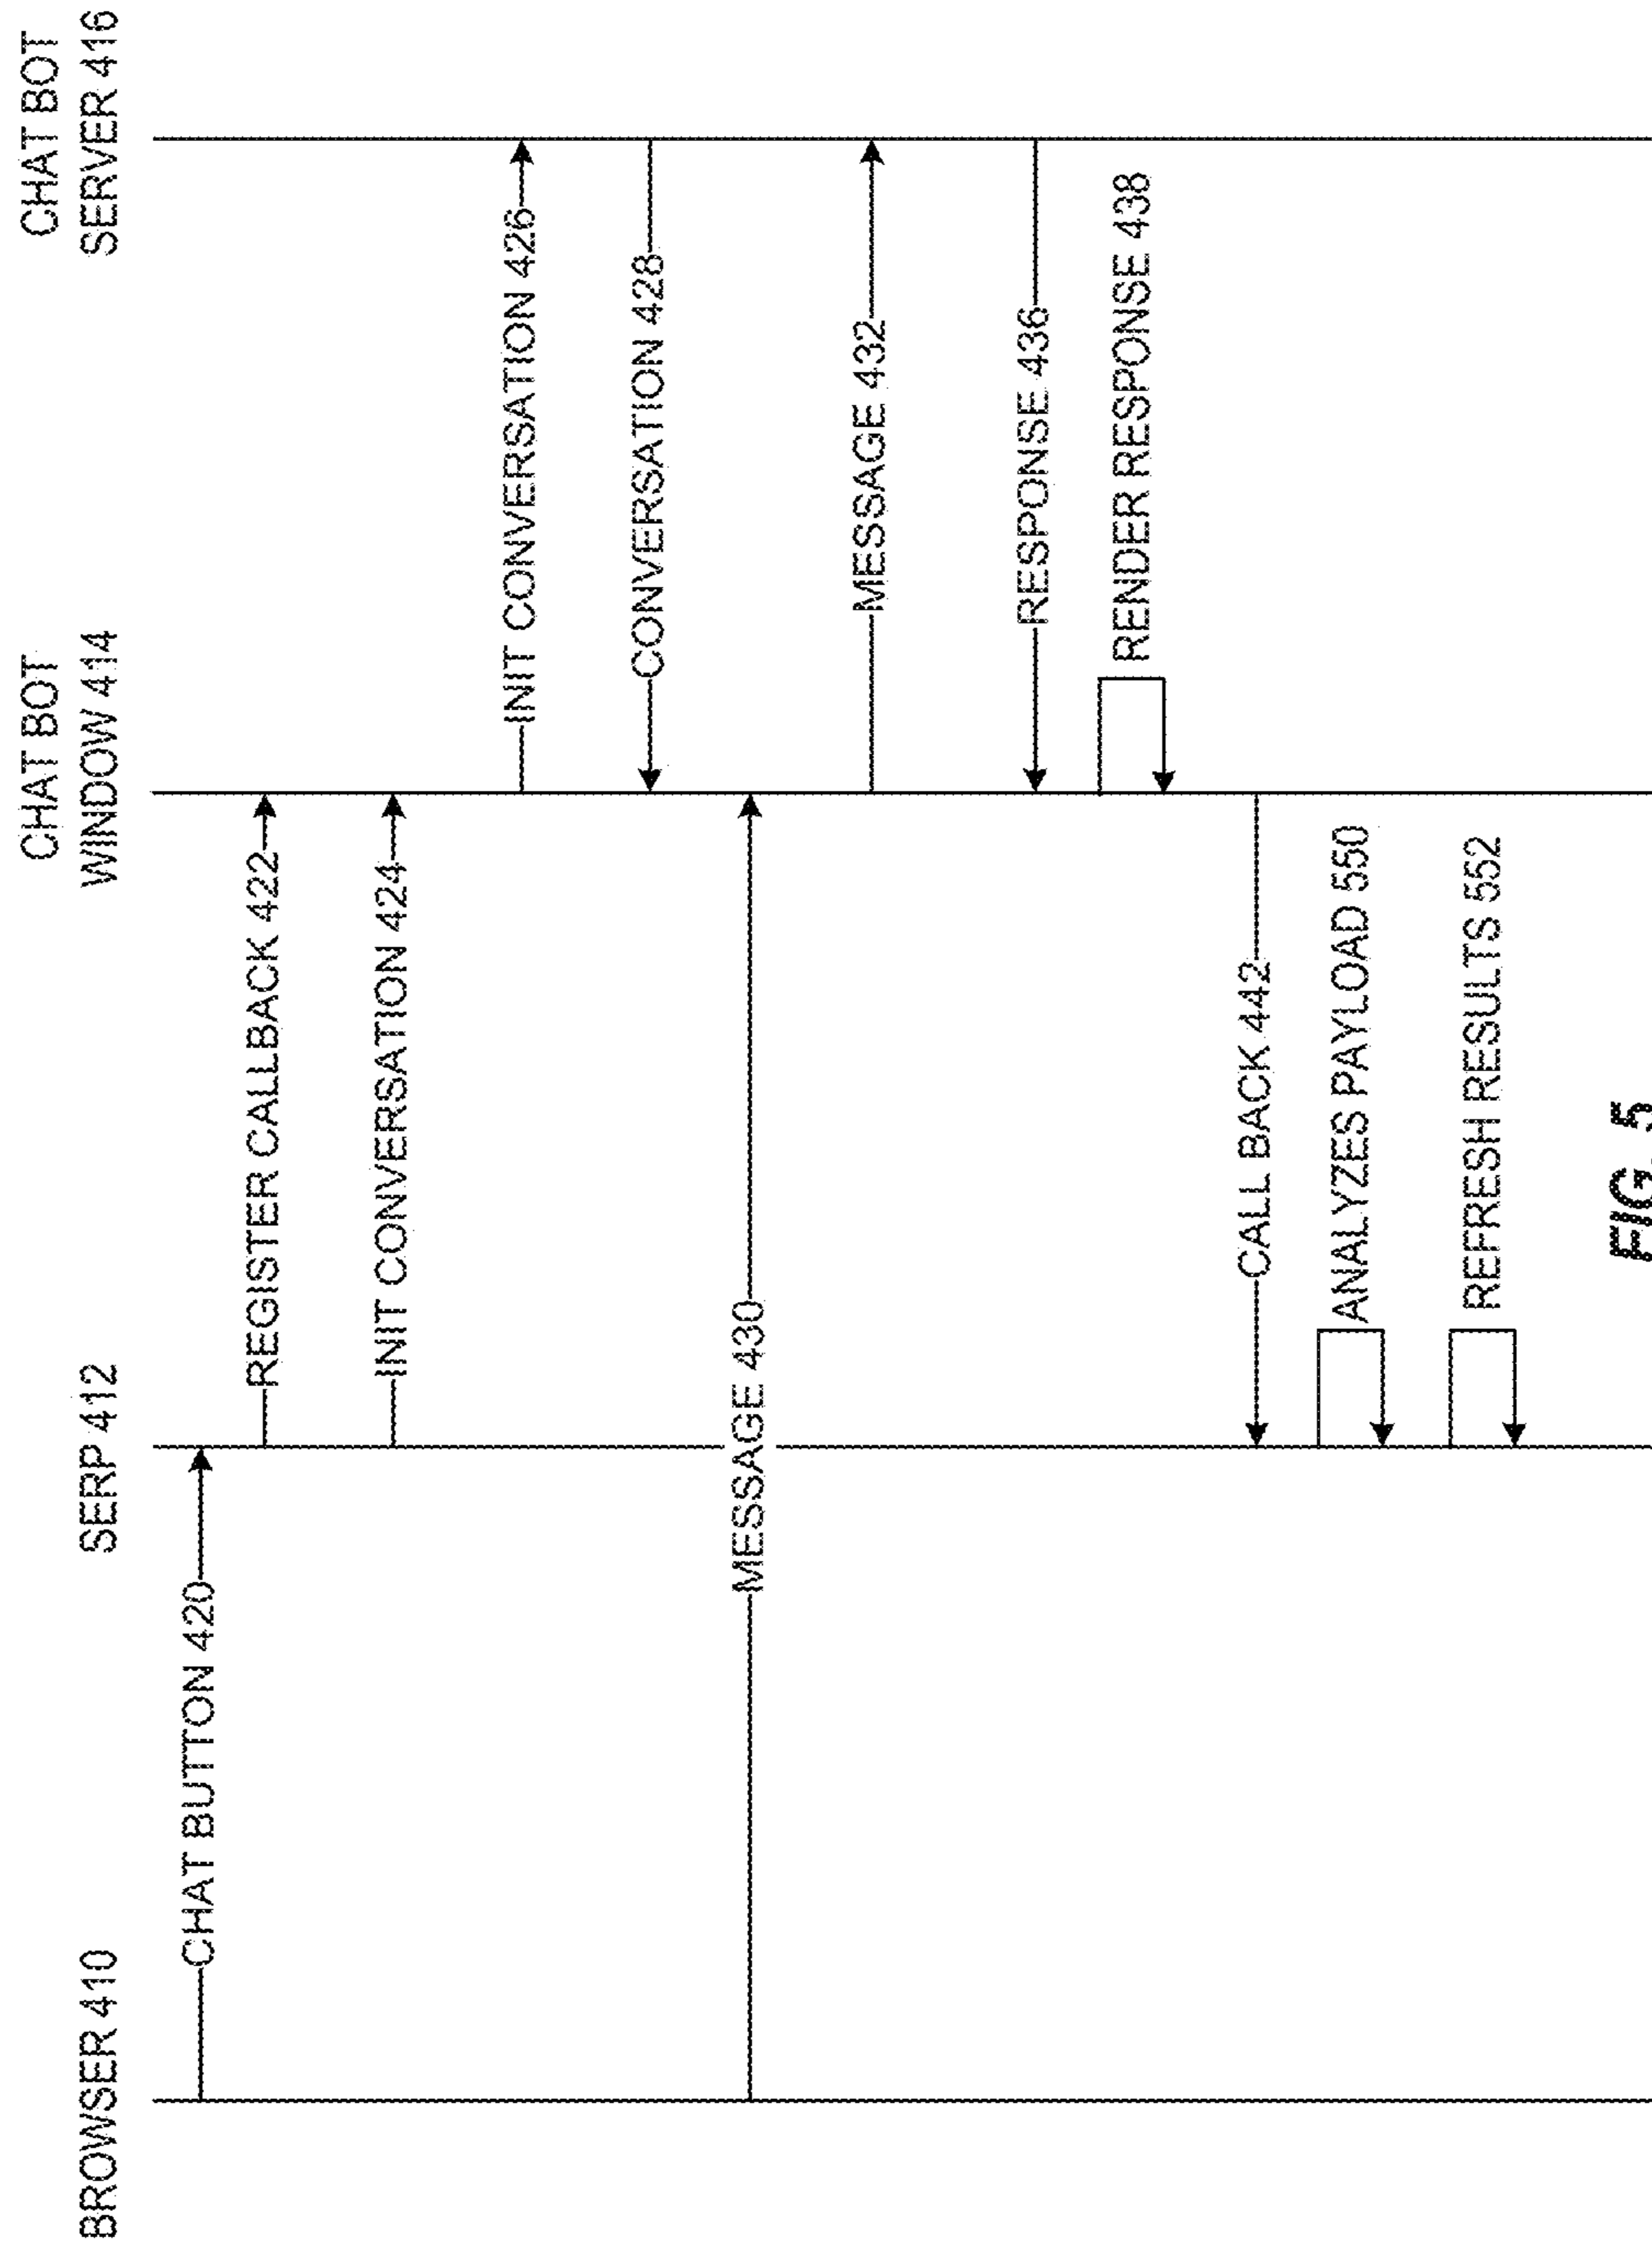 BROWSER 410
SERP 412
CHAT BOT
WINDOW 414
CHAT BOT
SERVER 416
CHAT BUTTON 420
REGISTER CALLBACK 422
INIT CONVERSATION 424
INIT CONVERSATION 426
CONVERSATION 428
MESSAGE 430
MESSAGE 432
RESPONSE 436
RENDER RESPONSE 438
CALL BACK 442
ANALYZES PAYLOAD 550
REFRESH RESULTS 552
FIG. 5